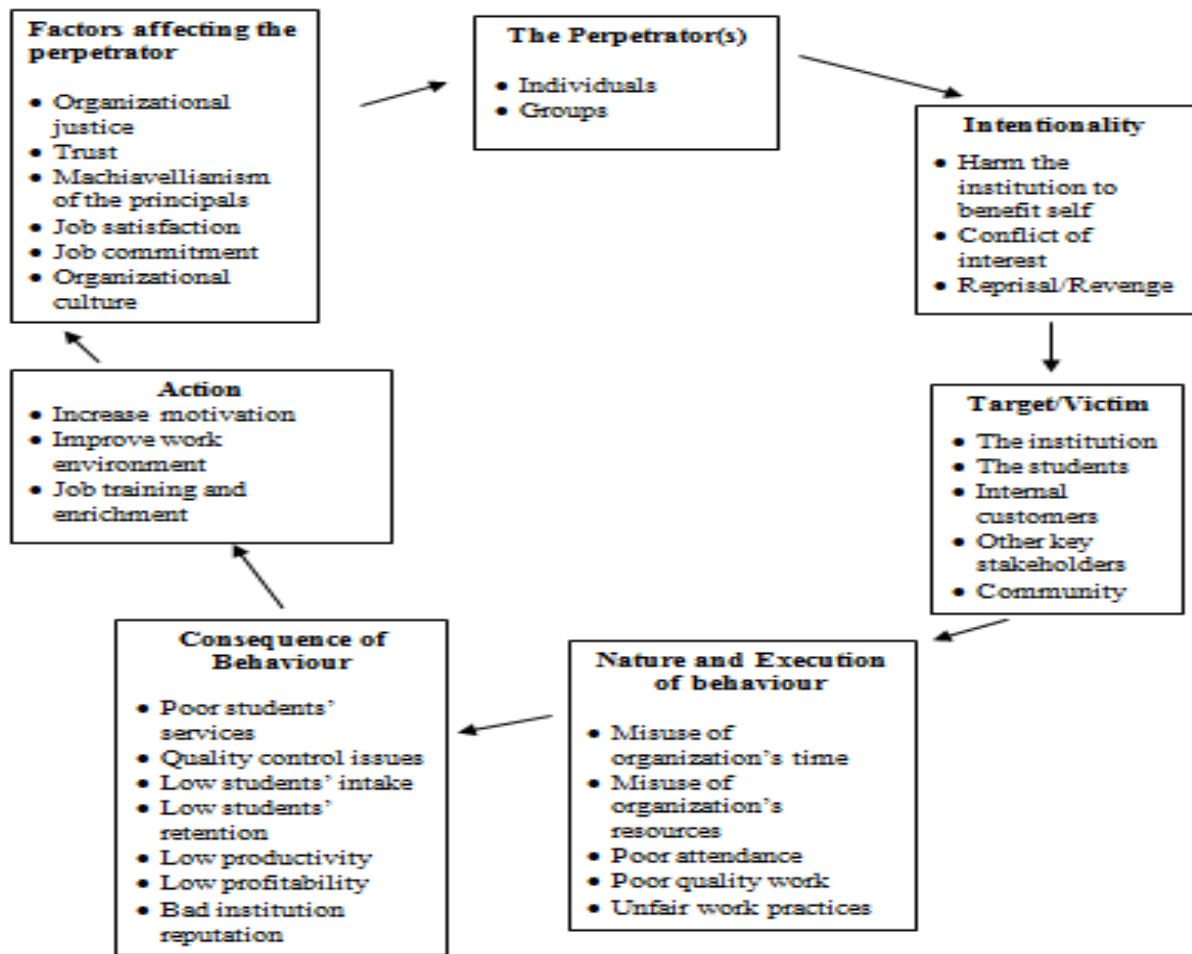 Factors affecting the
perpetrator
• Organizational
justice
• Trust
• Machiavellianism
of the principals
• Job satisfaction
• Job commitment
• Organizational
culture
The Perpetrator(s)
• Individuals
• Groups
Intentionality
• Harm the
institution to
benefit self
• Conflict of
interest
• Reprisal/Revenge
Target/Victim
• The institution
• The students
• Internal
customers
• Other key
stakeholders
• Community
Nature and Execution
of behaviour
• Misuse of
organization's time
• Misuse of
organization's
resources
• Poor attendance
• Poor quality work
• Unfair work practices
Consequence of
Behaviour
• Poor students'
services
• Quality control issues
• Low students' intake
• Low students'
retention
• Low productivity
• Low profitability
• Bad institution
reputation
Action
• Increase motivation
• Improve work
environment
• Job training and
enrichment